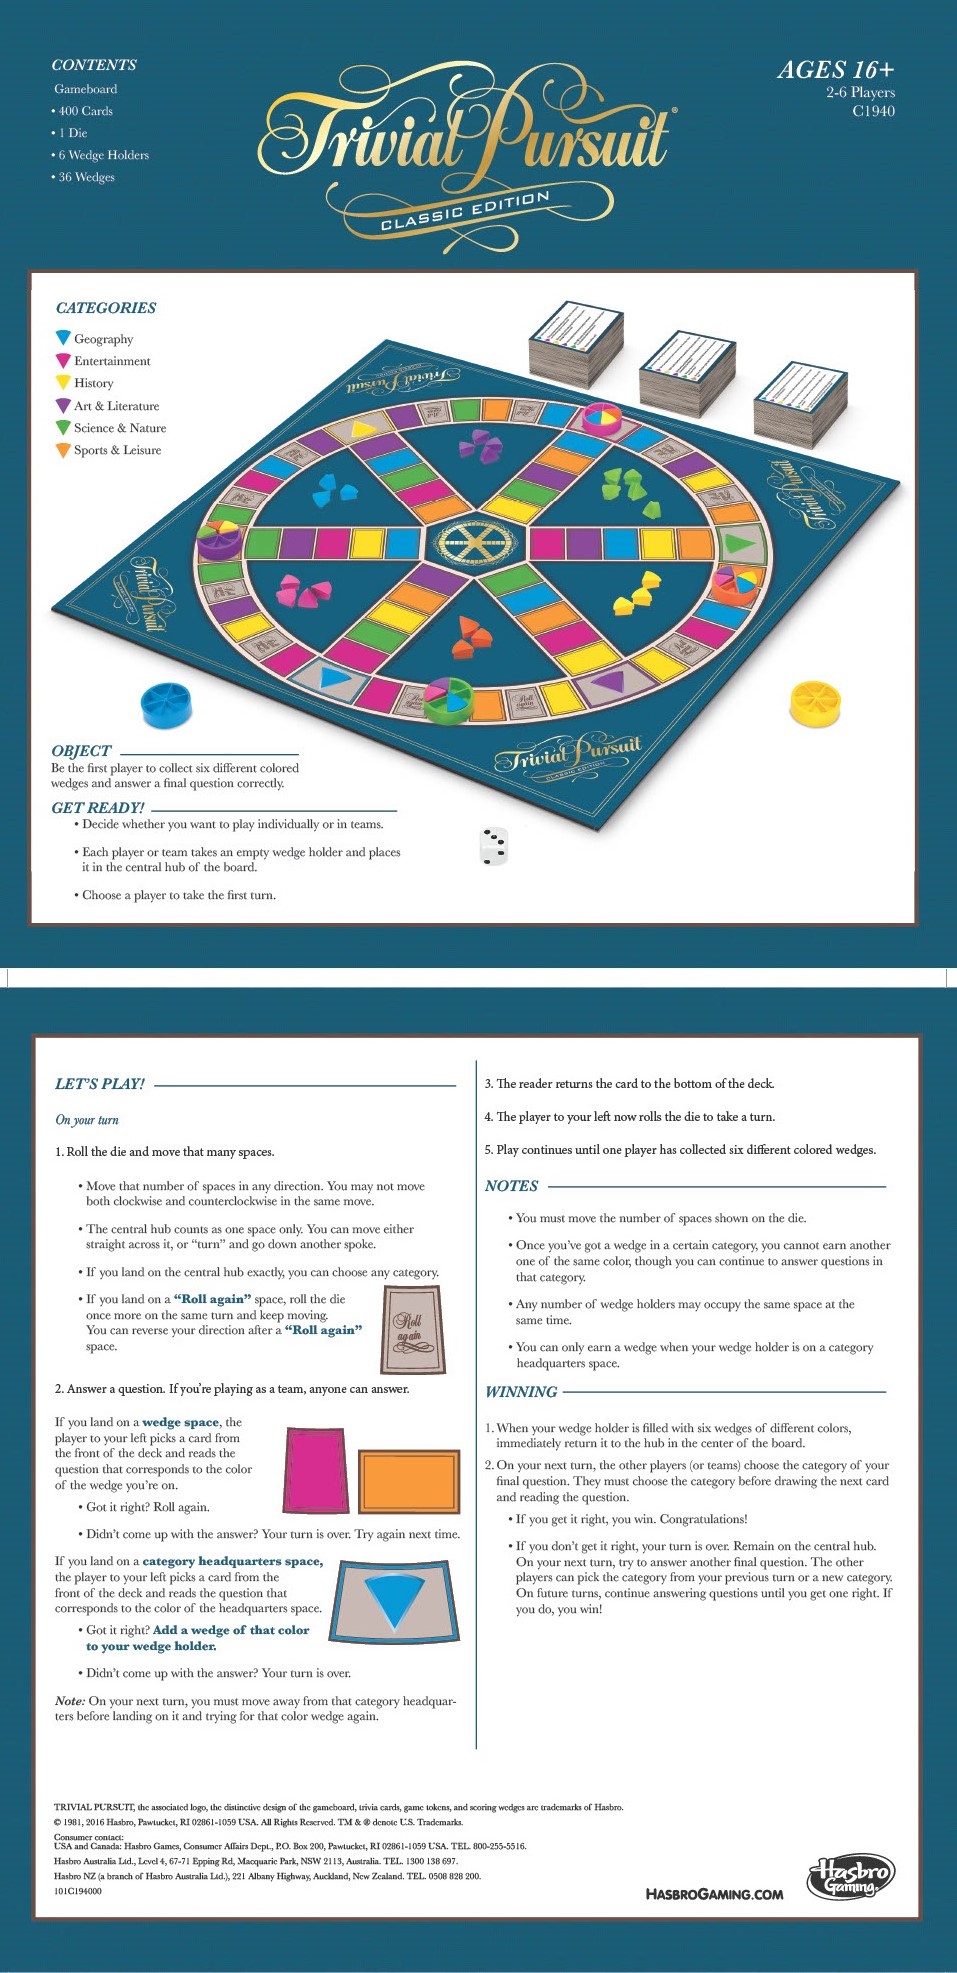 CONTENTS
Gameboard
• 400 Cards
• 1 Die
• 6 Wedge Holders
• 36 Wedges
Trivial Pursuit®
CLASSIC EDITION
AGES 16+
2-6 Players
C1940
CATEGORIES
Geography
Entertainment
History
Art & Literature
Science & Nature
Sports & Leisure
Trivial Pursuit
CLASSIC EDITION
Trivial Pursuit
CLASSIC EDITION
Trivial Pursuit
CLASSIC EDITION
Roll again
Roll again
Roll again
Trivial Pursuit
CLASSIC EDITION
OBJECT
Be the first player to collect six different colored
wedges and answer a final question correctly.
GET READY!
• Decide whether you want to play individually or in teams.
• Each player or team takes an empty wedge holder and places
it in the central hub of the board.
• Choose a player to take the first turn.
LET'S PLAY!
On your turn
1. Roll the die and move that many spaces.
• Move that number of spaces in any direction. You may not move
both clockwise and counterclockwise in the same move.
• The central hub counts as one space only. You can move either
straight across it, or “turn” and go down another spoke.
• If you land on the central hub exactly, you can choose any category.
• If you land on a “Roll again” space, roll the die
once more on the same turn and keep moving.
You can reverse your direction after a “Roll again”
space.
Roll
again
2. Answer a question. If you're playing as a team, anyone can answer.
If you land on a wedge space, the
player to your left picks a card from
the front of the deck and reads the
question that corresponds to the color
of the wedge you're on.
• Got it right? Roll again.
• Didn't come up with the answer? Your turn is over. Try again next time.
If you land on a category headquarters space,
the player to your left picks a card from the
front of the deck and reads the question that
corresponds to the color of the headquarters space.
• Got it right? Add a wedge of that color
to your wedge holder.
• Didn't come up with the answer? Your turn is over.
Note: On your next turn, you must move away from that category headquar-
ters before landing on it and trying for that color wedge again.
3. The reader returns the card to the bottom of the deck.
4. The player to your left now rolls the die to take a turn.
5. Play continues until one player has collected six different colored wedges.
NOTES
• You must move the number of spaces shown on the die.
• Once you've got a wedge in a certain category, you cannot earn another
one of the same color, though you can continue to answer questions in
that category.
• Any number of wedge holders may occupy the same space at the
same time.
• You can only earn a wedge when your wedge holder is on a category
headquarters space.
WINNING
1. When your wedge holder is filled with six wedges of different colors,
immediately return it to the hub in the center of the board.
2. On your next turn, the other players (or teams) choose the category of your
final question. They must choose the category before drawing the next card
and reading the question.
• If you get it right, you win. Congratulations!
• If you don't get it right, your turn is over. Remain on the central hub.
On your next turn, try to answer another final question. The other
players can pick the category from your previous turn or a new category.
On future turns, continue answering questions until you get one right. If
you do, you win!
TRIVIAL PURSUIT, the associated logo, the distinctive design of the gameboard, trivia cards, game tokens, and scoring wedges are trademarks of Hasbro.
© 1981, 2016 Hasbro, Pawtucket, RI 02861-1059 USA. All Rights Reserved. TM & ® denote U.S. Trademarks.
Consumer contact:
USA and Canada: Hasbro Games, Consumer Affairs Dept., P.O. Box 200, Pawtucket, RI 02861-1059 USA. TEL. 800-255-5516.
Hasbro Australia Ltd., Level 4, 67-71 Epping Rd, Macquarie Park, NSW 2113, Australia. TEL. 1300 138 697.
Hasbro NZ (a branch of Hasbro Australia Ltd.), 221 Albany Highway, Auckland, New Zealand. TEL. 0508 828 200.
101C194000
HASBROGAMING.COM
Hasbro
Gaming®